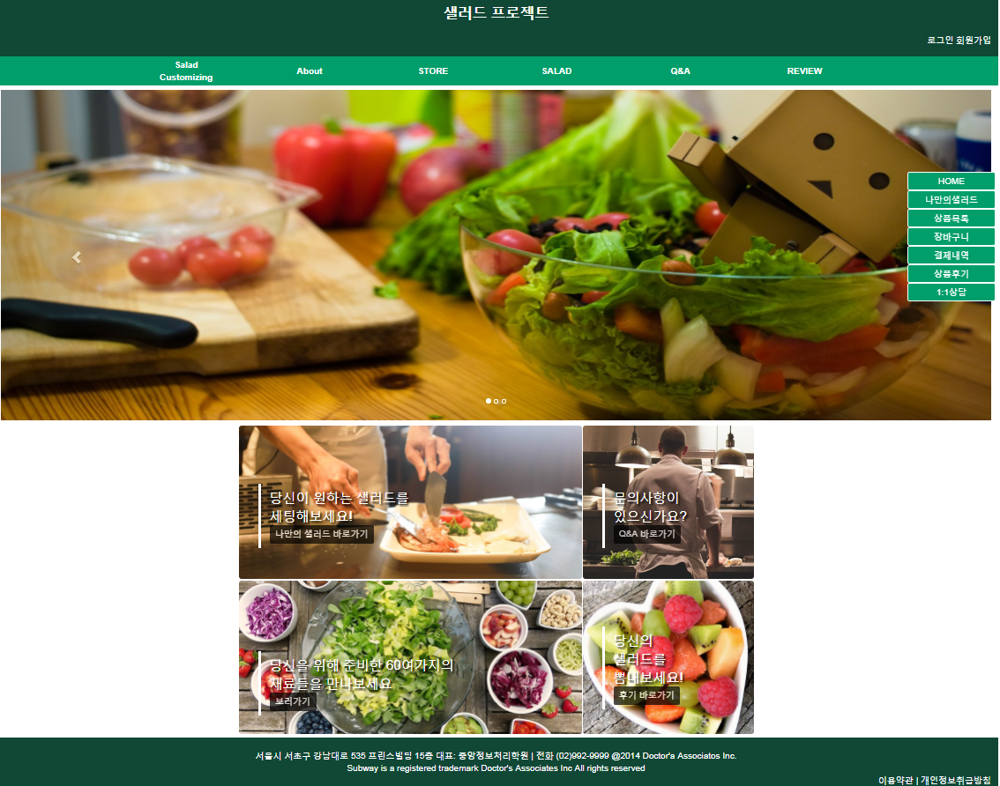 샐러드 프로젝트
로그인 회원가입
Salad
Customizing
About
STORE
SALAD
Q&A
REVIEW
HOME
나만의샐러드
상품목록
장바구니
결제내역
상품후기
1:1상담
당신이 원하는 샐러드를
세팅해보세요!
나만의 샐러드 바로가기
문의사항이
있으신가요?
Q&A 바로가기
당신을 위해 준비한 60여가지의
재료들을 만나보세요
보러가기
당신의
샐러드를
뽐내보세요!
후기 바로가기
서울시 서초구 강남대로 535 프린스빌딩 15층 대표: 중앙정보처리학원 | 전화 (02)992-9999 @2014 Doctor'a Associatos Inc.
Subway is a registered trademark Doctor's Associates Inc All rights reserved
이용약관 | 개인정보취급방침